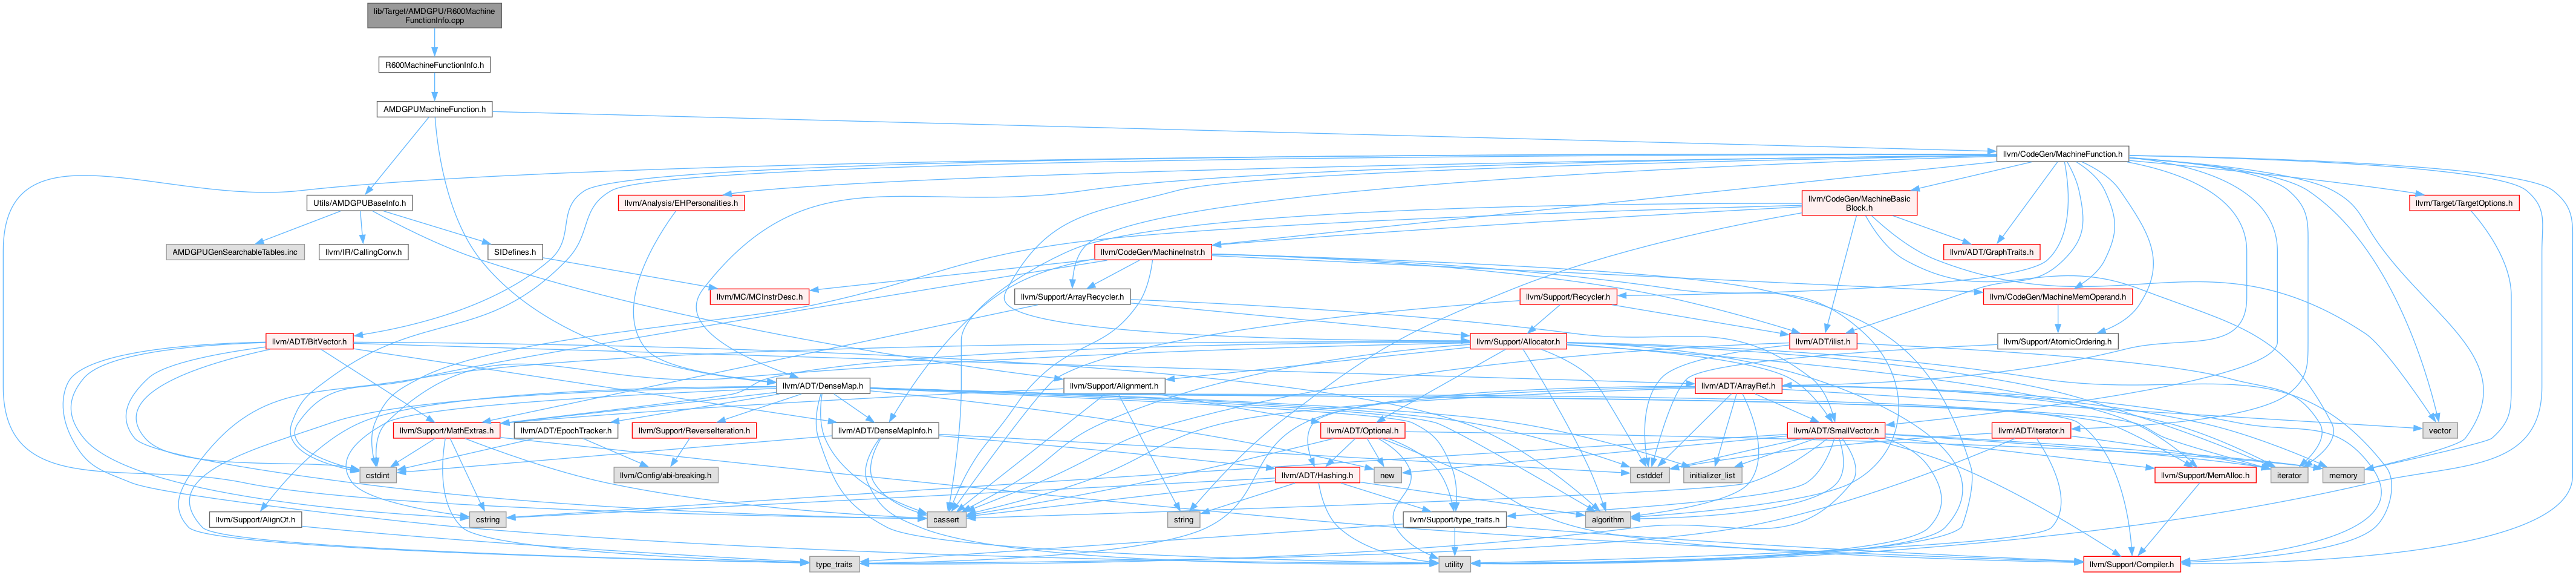 lib/Target/AMDGPU/R600Machine
FunctionInfo.cpp
R600MachineFunctionInfo.h
AMDGPUMachineFunction.h
llvm/CodeGen/MachineFunction.h
Utils/AMDGPUBaseInfo.h
llvm/Analysis/EHPersonalities.h
llvm/CodeGen/MachineBasic
Block.h
llvm/Target/TargetOptions.h
AMDGPUGenSearchableTables.inc
llvm/IR/CallingConv.h
SIDefines.h
llvm/CodeGen/MachineInstr.h
llvm/ADT/GraphTraits.h
llvm/MC/MCInstrDesc.h
llvm/Support/ArrayRecycler.h
llvm/Support/Recycler.h
llvm/CodeGen/MachineMemOperand.h
llvm/ADT/BitVector.h
llvm/Support/Allocator.h
llvm/ADT/ilist.h
llvm/Support/AtomicOrdering.h
llvm/ADT/DenseMap.h
llvm/Support/Alignment.h
llvm/ADT/ArrayRef.h
llvm/Support/MathExtras.h
llvm/ADT/EpochTracker.h
llvm/Support/ReverseIteration.h
llvm/ADT/DenseMapInfo.h
llvm/ADT/Optional.h
llvm/ADT/SmallVector.h
llvm/ADT/iterator.h
vector
cstdint
llvm/Config/abi-breaking.h
llvm/ADT/Hashing.h
new
cstddef
initializer_list
llvm/Support/MemAlloc.h
iterator
memory
llvm/Support/AlignOf.h
cstring
cassert
string
llvm/Support/type_traits.h
algorithm
type_traits
utility
llvm/Support/Compiler.h